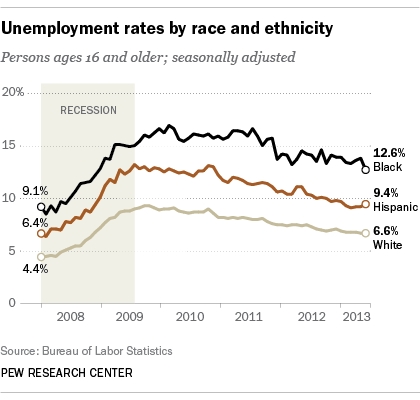 Unemployment rates by race and ethnicity
Persons ages 16 and older; seasonally adjusted
20%
RECESSION
15
12.6%
Black
9.1%
10
9.4%
Hispanic
6.4%
6.6%
White
5
4.4%
0
2008 2009 2010 2011 2012 2013
Source: Bureau of Labor Statistics
PEW RESEARCH CENTER